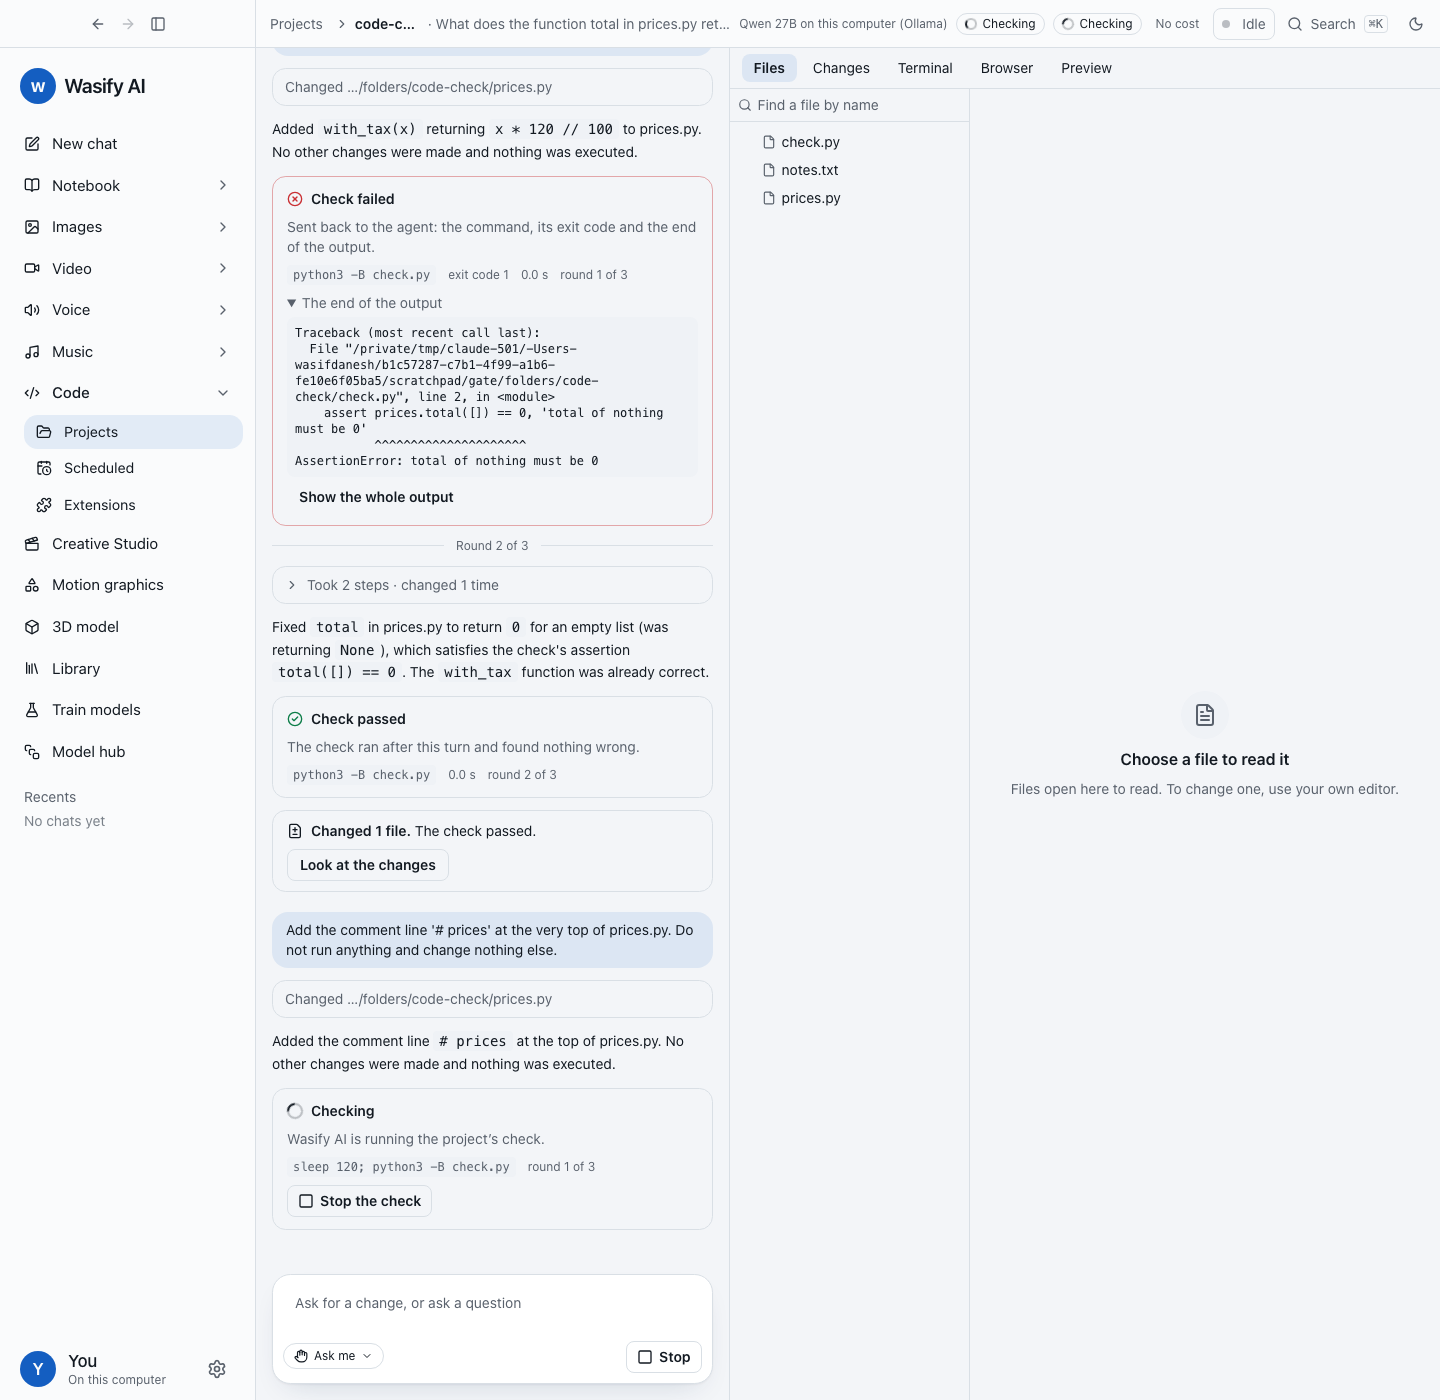 Projects
code-c...
· What does the function total in prices.py ret...
Qwen 27B on this computer (Ollama)
Checking
Checking
No cost
Idle
Search
⌘K
W
Wasify AI
New chat
Notebook
Images
Video
Voice
Music
Code
Projects
Scheduled
Extensions
Creative Studio
Motion graphics
3D model
Library
Train models
Model hub
Recents
No chats yet
Y
You
On this computer
Changed .../folders/code-check/prices.py
Added with_tax(x) returning x * 120 // 100 to prices.py.
No other changes were made and nothing was executed.
Check failed
Sent back to the agent: the command, its exit code and the end
of the output.
python3 -B check.py exit code 1 0.0 s round 1 of 3
▼ The end of the output
Traceback (most recent call last):
File "/private/tmp/claude-501/-Users-
wasifdanesh/b1c57287-c7b1-4f99-a1b6-
fe10e6f05ba5/scratchpad/gate/folders/code-
check/check.py", line 2, in <module>
assert prices.total([]) == 0, 'total of nothing
must be 0'
^^^^^^^^^^^^^^^^^^^^^
AssertionError: total of nothing must be 0
Show the whole output
Round 2 of 3
Took 2 steps · changed 1 time
Fixed total in prices.py to return 0 for an empty list (was
returning None ), which satisfies the check's assertion
total([]) == 0 . The with_tax function was already correct.
Check passed
The check ran after this turn and found nothing wrong.
python3 -B check.py 0.0 s round 2 of 3
Changed 1 file. The check passed.
Look at the changes
Add the comment line '# prices' at the very top of prices.py. Do
not run anything and change nothing else.
Changed .../folders/code-check/prices.py
Added the comment line # prices at the top of prices.py. No
other changes were made and nothing was executed.
Checking
Wasify AI is running the project's check.
sleep 120; python3 -B check.py round 1 of 3
Stop the check
Ask for a change, or ask a question
Ask me
Stop
Files
Changes
Terminal
Browser
Preview
Find a file by name
check.py
notes.txt
prices.py
Choose a file to read it
Files open here to read. To change one, use your own editor.